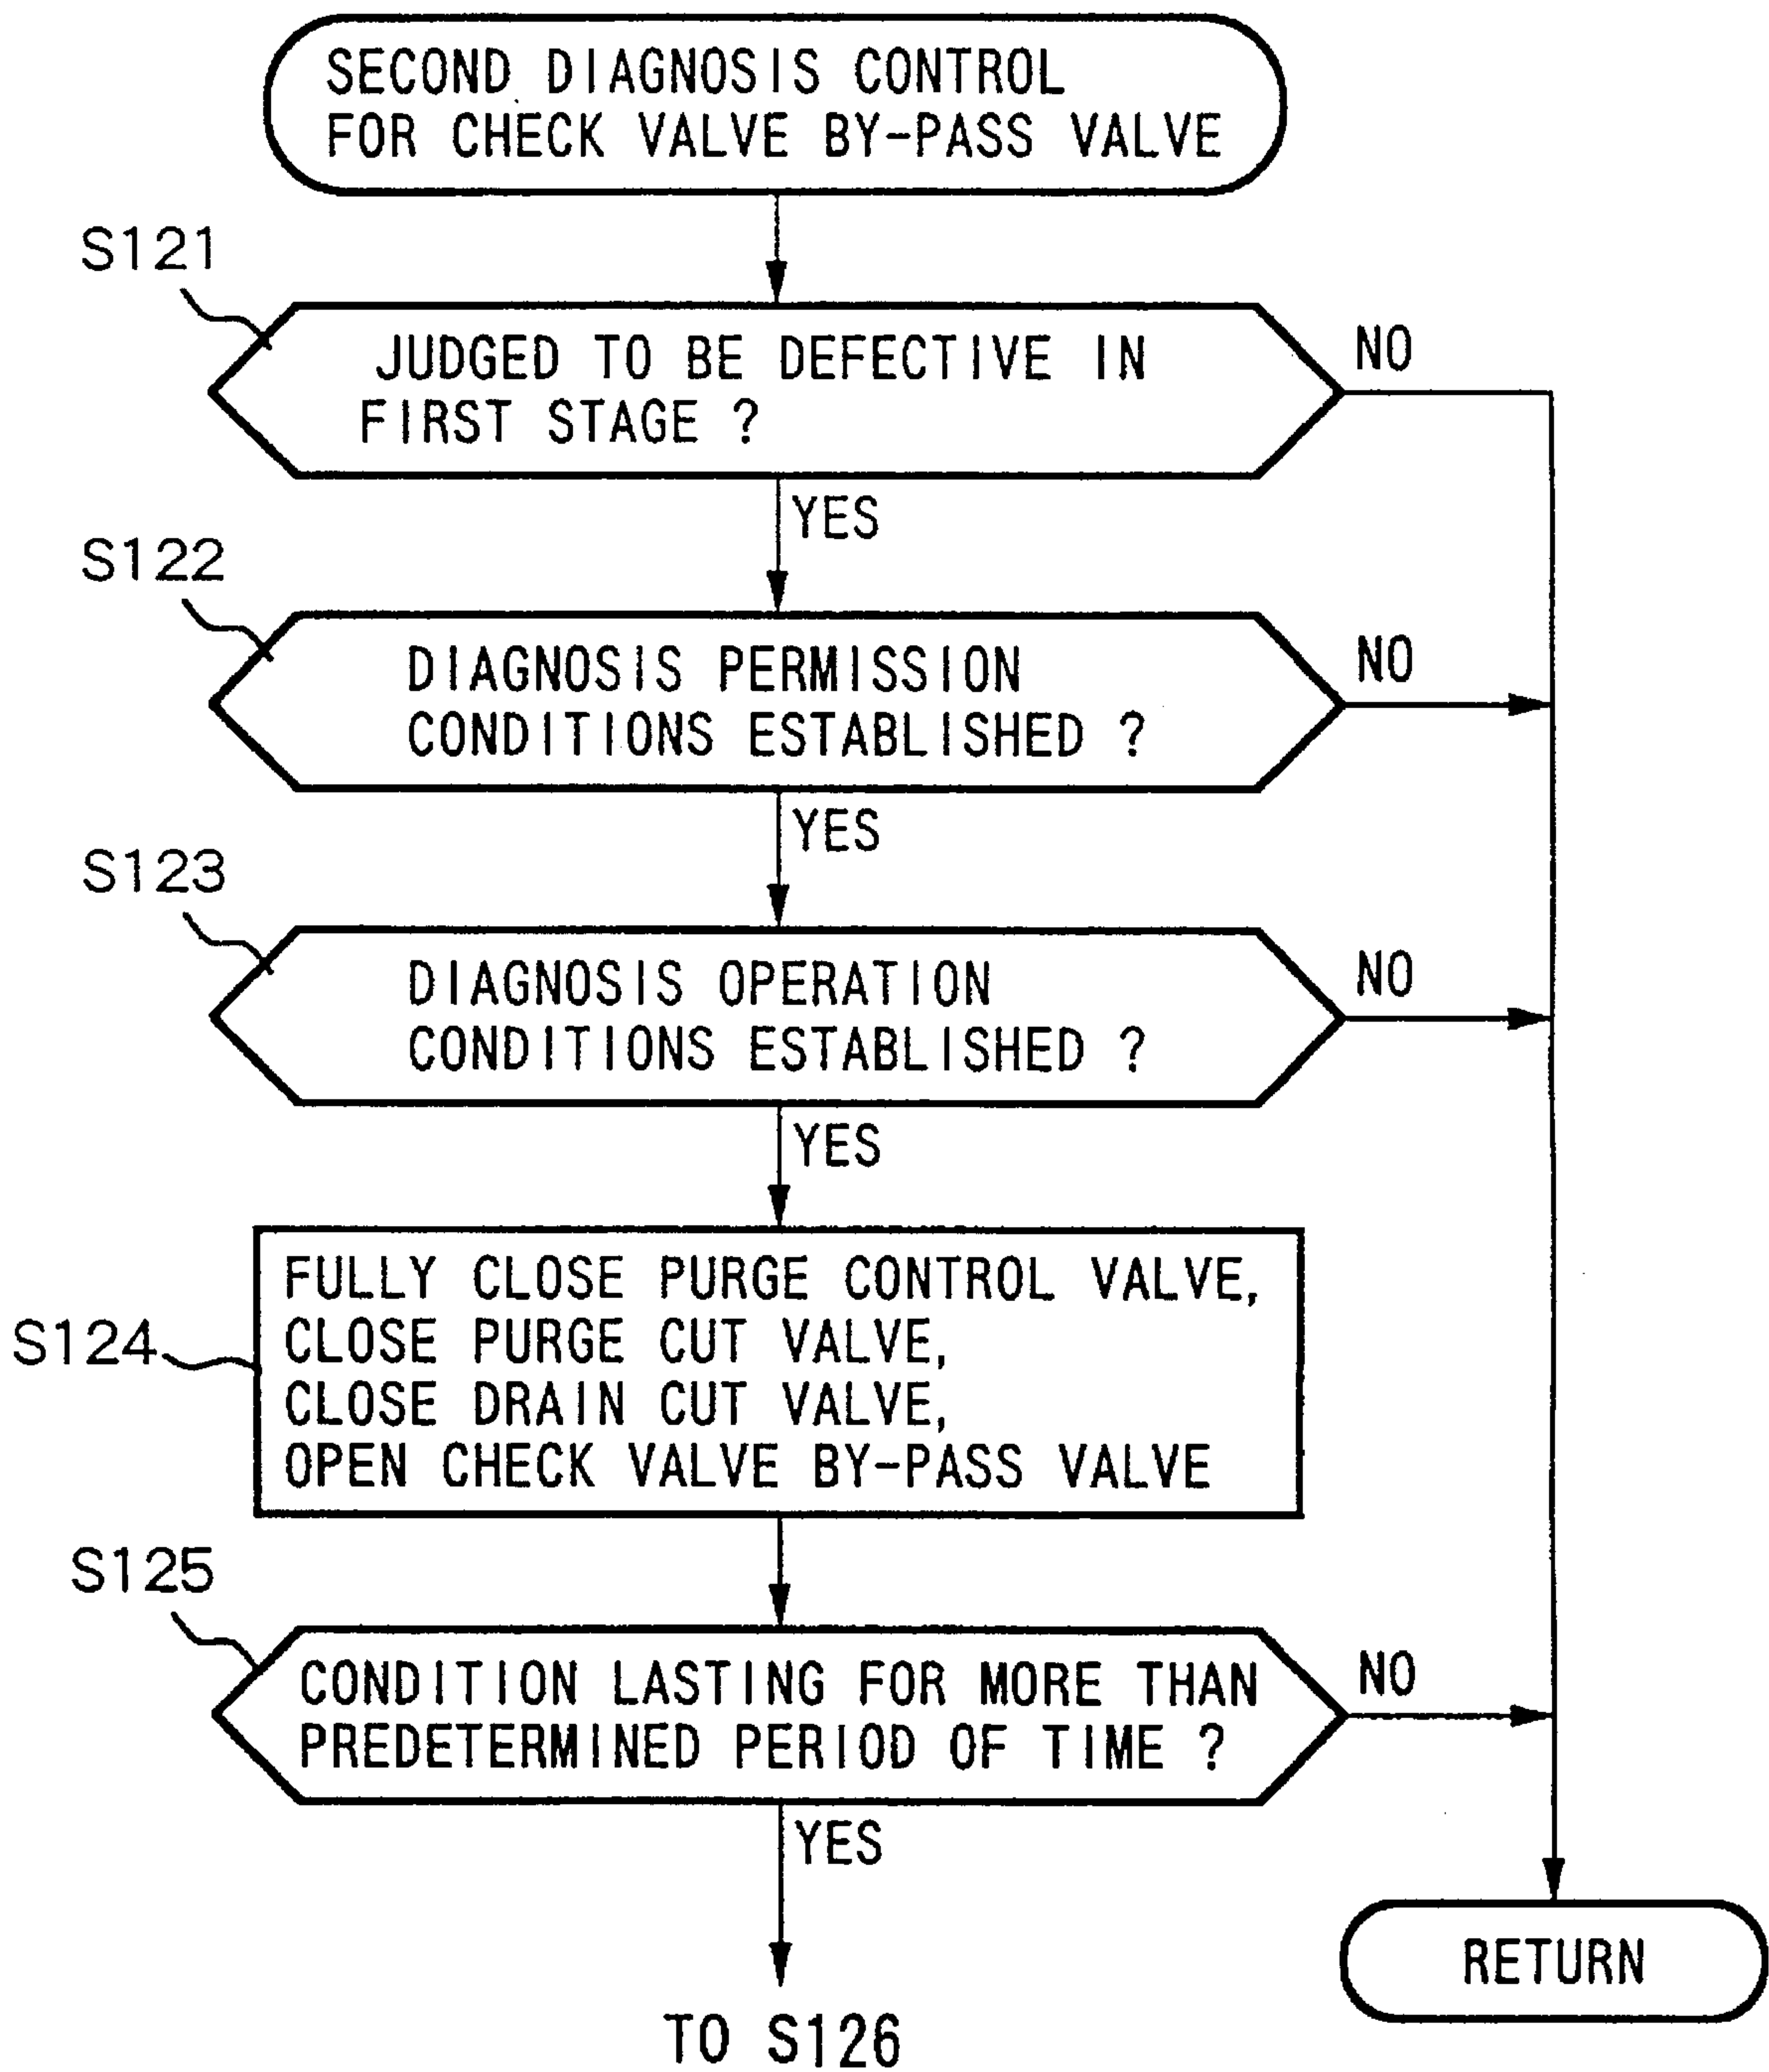 SECOND DIAGNOSIS CONTROL
FOR CHECK VALVE BY-PASS VALVE
S121
JUDGED TO BE DEFECTIVE IN
FIRST STAGE ?
NO
YES
S122
DIAGNOSIS PERMISSION
CONDITIONS ESTABLISHED ?
NO
YES
S123
DIAGNOSIS OPERATION
CONDITIONS ESTABLISHED ?
NO
YES
S124
FULLY CLOSE PURGE CONTROL VALVE,
CLOSE PURGE CUT VALVE,
CLOSE DRAIN CUT VALVE,
OPEN CHECK VALVE BY-PASS VALVE
S125
CONDITION LASTING FOR MORE THAN
PREDETERMINED PERIOD OF TIME ?
NO
YES
RETURN
TO S126